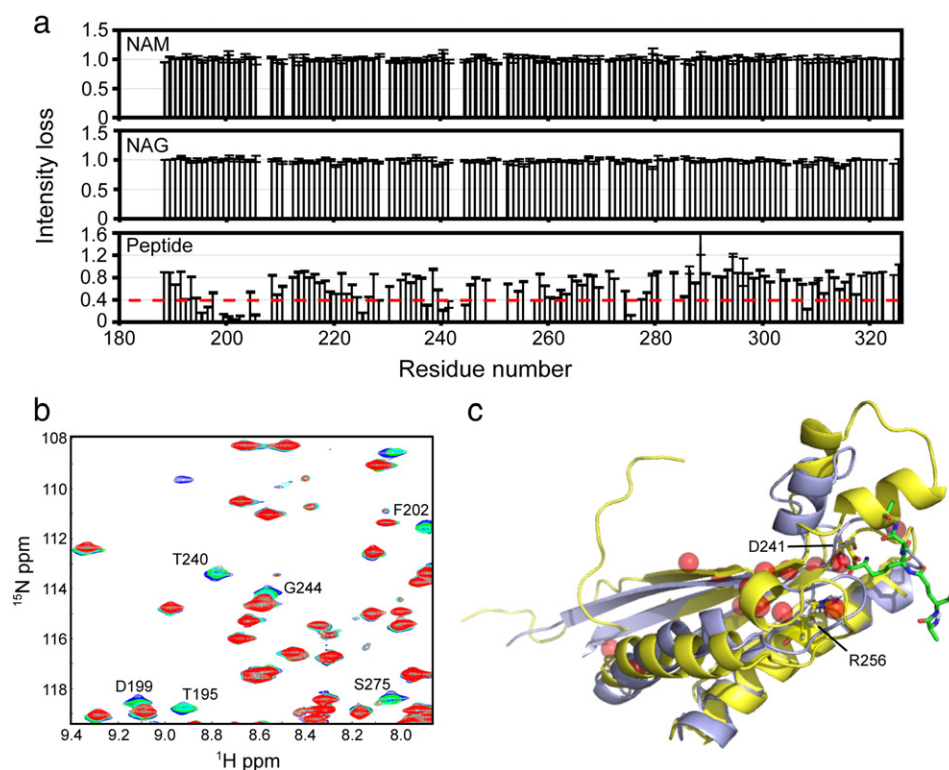 a
Intensity loss
1.5
1.0
0.5
0
NAM
1.5
1.0
0.5
0
NAG
1.6
1.2
0.8
0.4
0
Peptide
180 200 220 240 260 280 300 320
Residue number
b
15N ppm
108
110
112
114
116
118
F202
T240
G244
D199
T195
S275
9.4 9.2 9.0 8.8 8.6 8.4 8.2 8.0
1H ppm
c
D241
R256